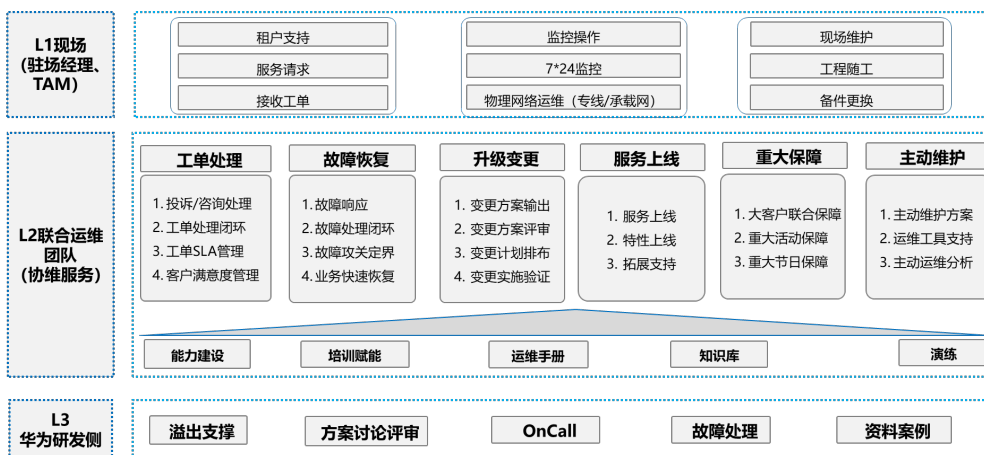 L1现场
（驻场经理、
TAM）
租户支持
服务请求
接收工单
监控操作
7*24监控
物理网络运维（专线/承载网）
现场维护
工程随工
备件更换
L2联合运维
团队
（协维服务）
工单处理
1. 投诉/咨询处理
2. 工单处理闭环
3. 工单SLA管理
4. 客户满意度管理
故障恢复
1. 故障响应
2. 故障处理闭环
3. 故障攻关定界
4. 业务快速恢复
升级变更
1. 变更方案输出
2. 变更方案评审
3. 变更计划排布
4. 变更实施验证
服务上线
1. 服务上线
2. 特性上线
3. 拓展支持
重大保障
1. 大客户联合保障
2. 重大活动保障
3. 重大节日保障
主动维护
1. 主动维护方案
2. 运维工具支持
3. 主动运维分析
能力建设
培训赋能
运维手册
知识库
演练
L3
华为研发侧
溢出支撑
方案讨论评审
OnCall
故障处理
资料案例